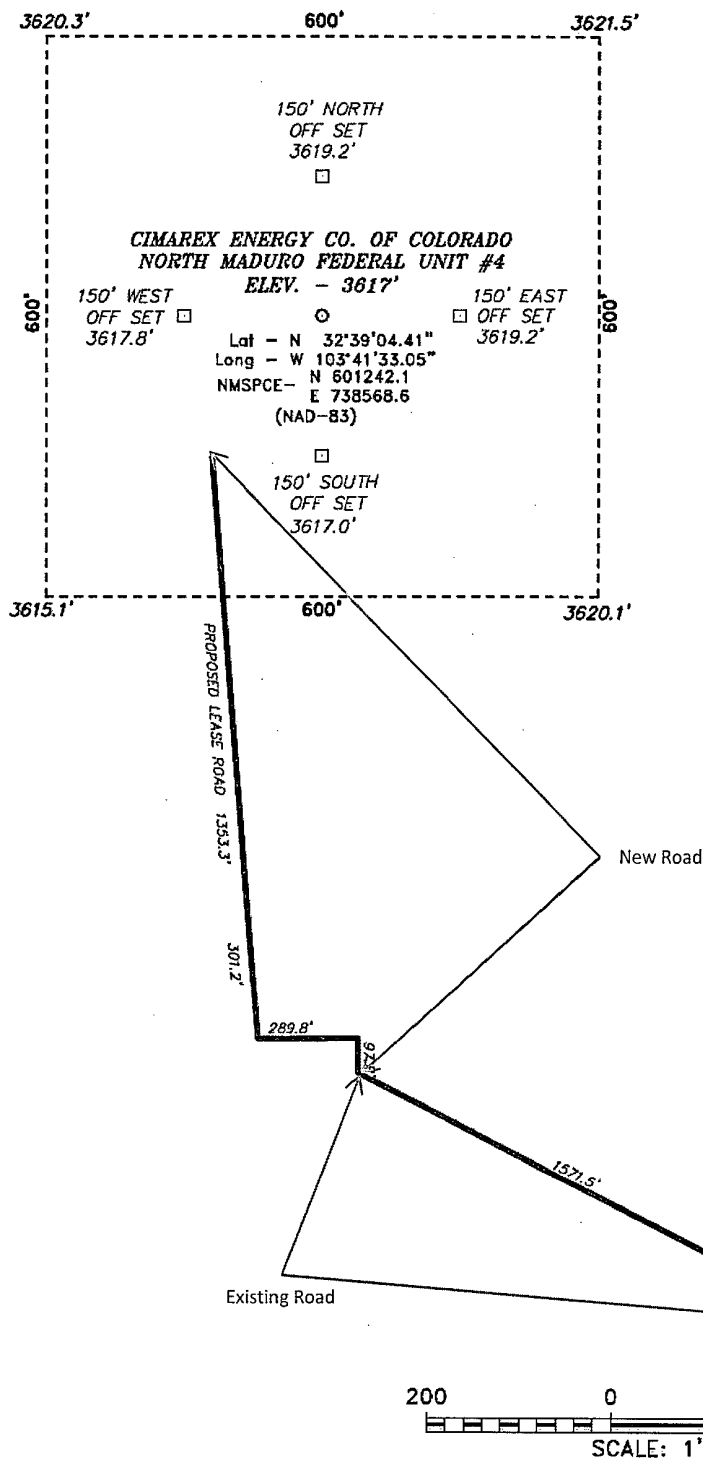 3620.3'
600'
3621.5'
150' NORTH
OFF SET
3619.2'
CIMAREX ENERGY CO. OF COLORADO
NORTH MADURO FEDERAL UNIT #4
ELEV. - 3617'
600'
150' WEST
OFF SET
3617.8'
150' EAST
OFF SET
3619.2'
600'
Lat - N 32°39'04.41"
Long - W 103°41'33.05"
NMSPCE- N 601242.1
E 738568.6
(NAD-83)
150' SOUTH
OFF SET
3617.0'
3615.1'
600'
3620.1'
PROPOSED LEASE ROAD 1353.3'
New Road
301.2'
289.8'
1571.5'
Existing Road
200 0
SCALE: 1'